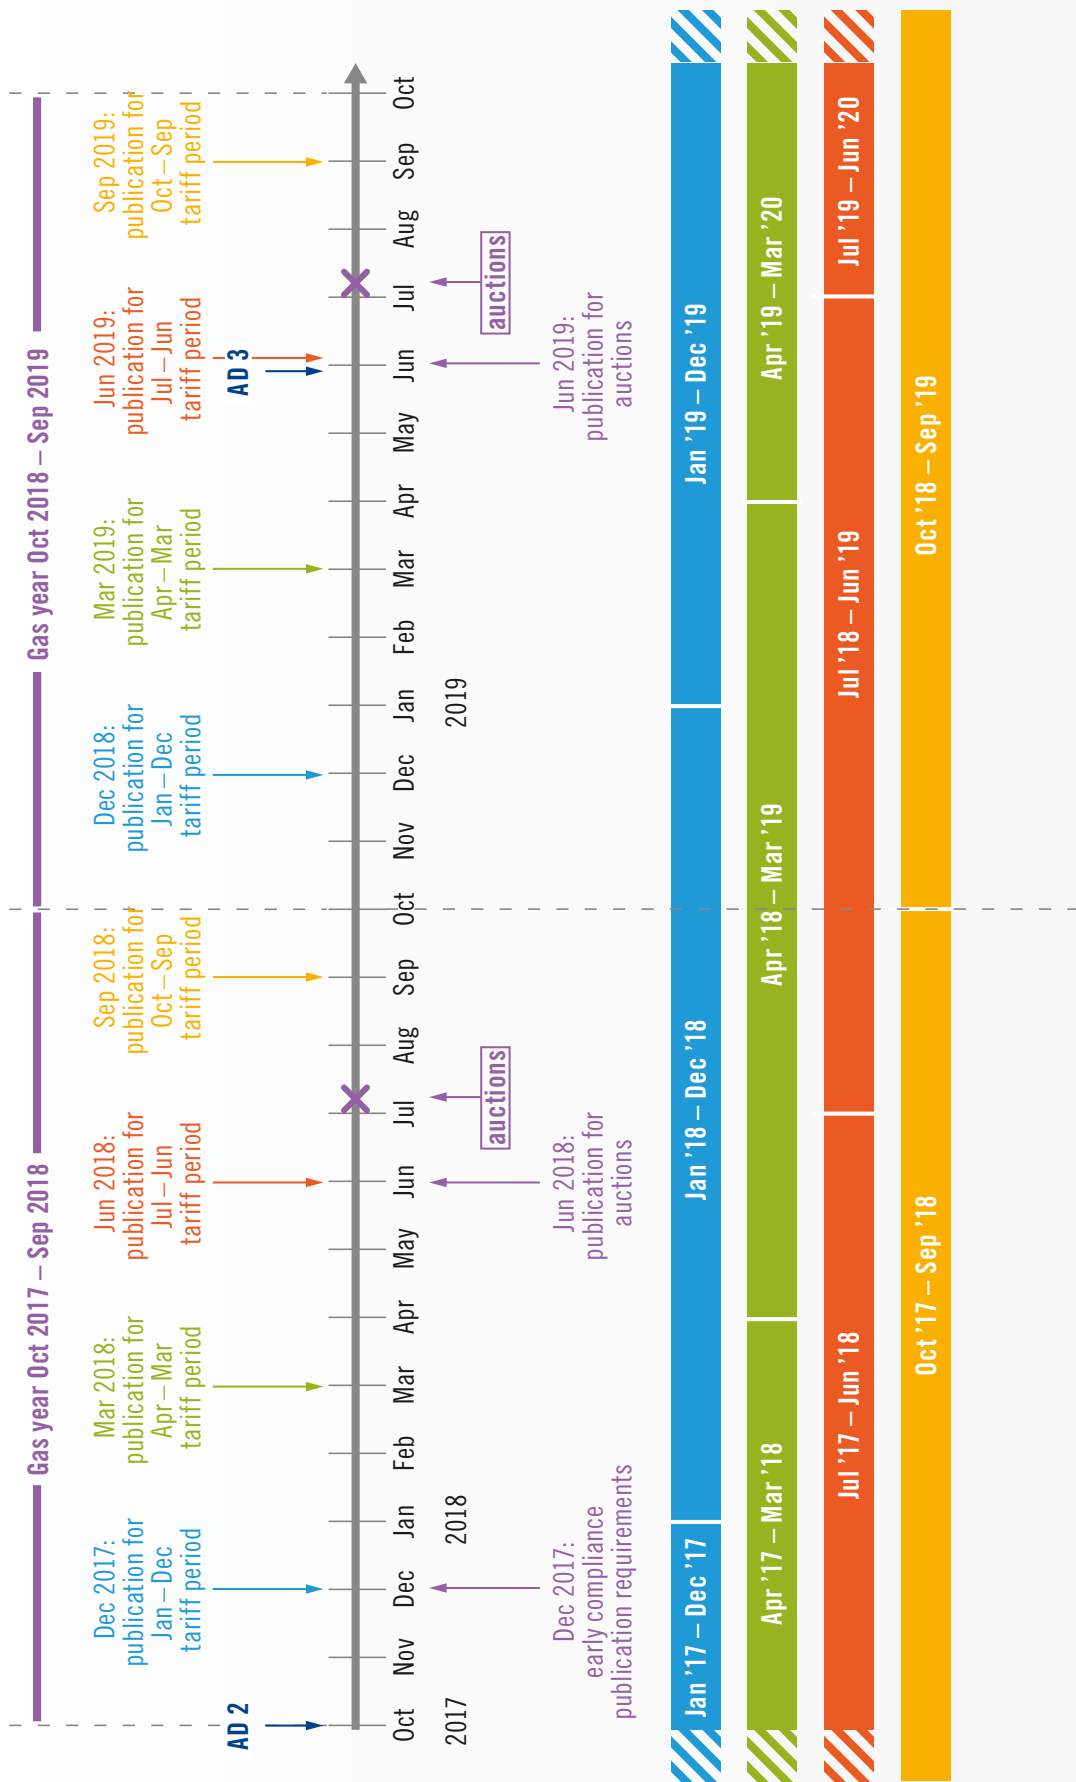 Gas year Oct 2017 – Sep 2018
Gas year Oct 2018 – Sep 2019
Dec 2017:
publication for
Jan – Dec
tariff period
Mar 2018:
publication for
Apr – Mar
tariff period
Jun 2018:
publication for
Jul – Jun
tariff period
Sep 2018:
publication for
Oct – Sep
tariff period
Dec 2018:
publication for
Jan – Dec
tariff period
Mar 2019:
publication for
Apr – Mar
tariff period
Jun 2019:
publication for
Jul – Jun
tariff period
Sep 2019:
publication for
Oct – Sep
tariff period
AD 2
AD 3
Oct Nov Dec Jan Feb Mar Apr May Jun Jul Aug Sep Oct Nov Dec Jan Feb Mar Apr May Jun Jul Aug Sep Oct
2017 2018 2019
auctions
auctions
Dec 2017:
early compliance
publication requirements
Jun 2018:
publication for
auctions
Jun 2019:
publication for
auctions
Jan ’17 – Dec ’17
Jan ’18 – Dec ’18
Jan ’19 – Dec ’19
Apr ’17 – Mar ’18
Apr ’18 – Mar ’19
Apr ’19 – Mar ’20
Jul ’17 – Jun ’18
Jul ’18 – Jun ’19
Jul ’19 – Jun ’20
Oct ’17 – Sep ’18
Oct ’18 – Sep ’19